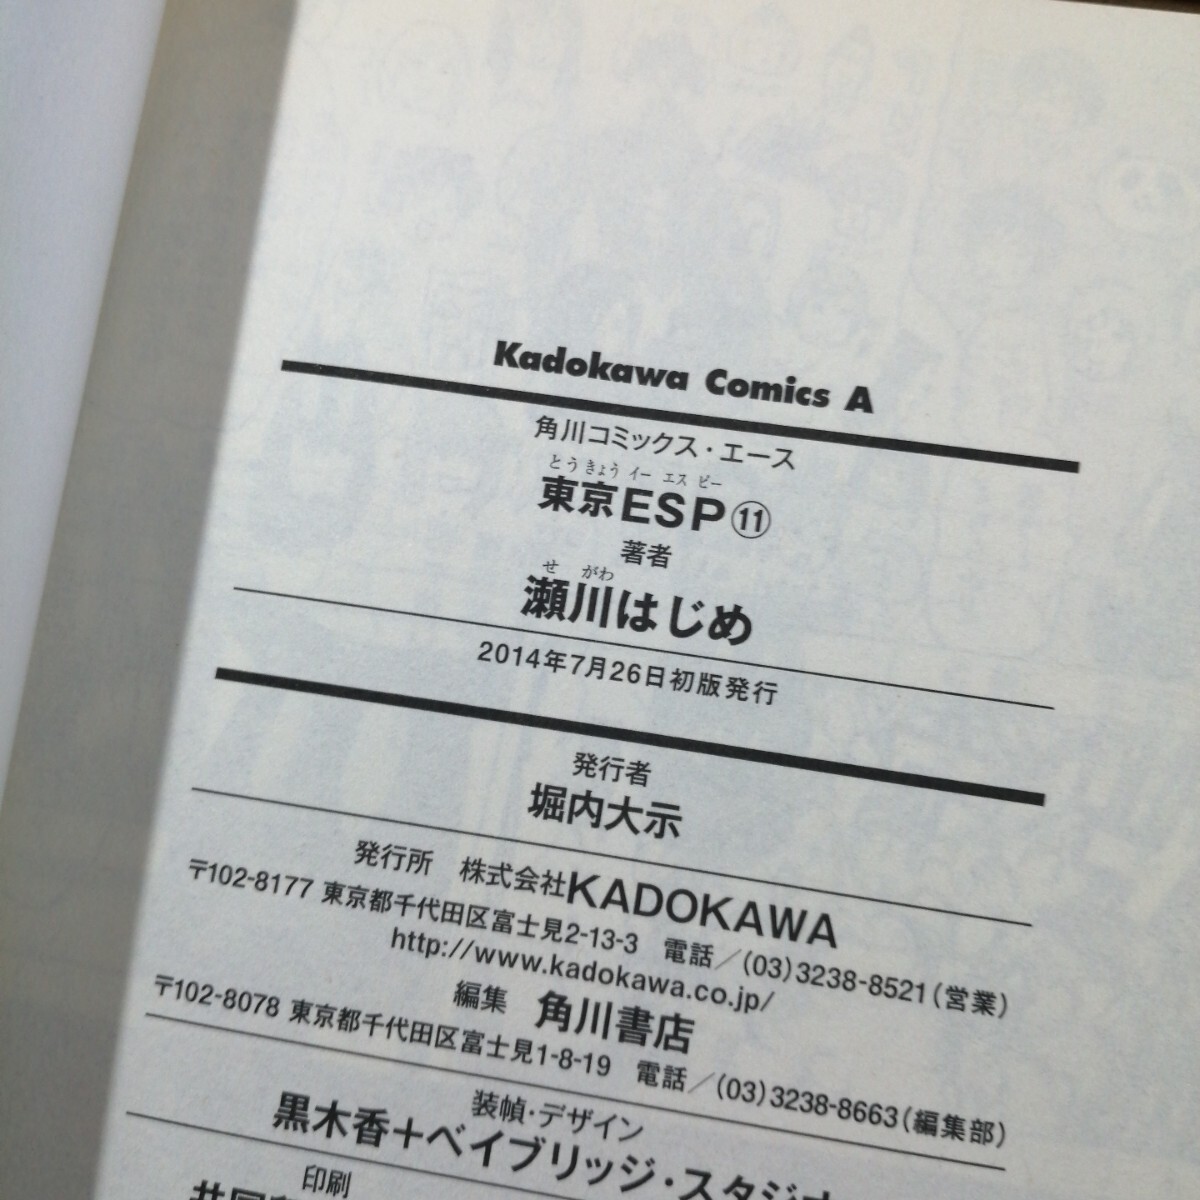 Kadokawa Comics A
角川コミックス・エース
とうきょう イー エス ピー
東京ESP⑪
著者
せ がわ
瀬川はじめ
2014年7月26日初版発行
発行者
堀内大示
発行所 株式会社KADOKAWA
〒102-8177 東京都千代田区富士見2-13-3 電話／(03)3238-8521(営業)
http://www.kadokawa.co.jp/
編集 角川書店
〒102-8078 東京都千代田区富士見1-8-19 電話／(03)3238-8663(編集部)
装幀・デザイン
黒木香+ベイブリッジ・スタジオ
印刷